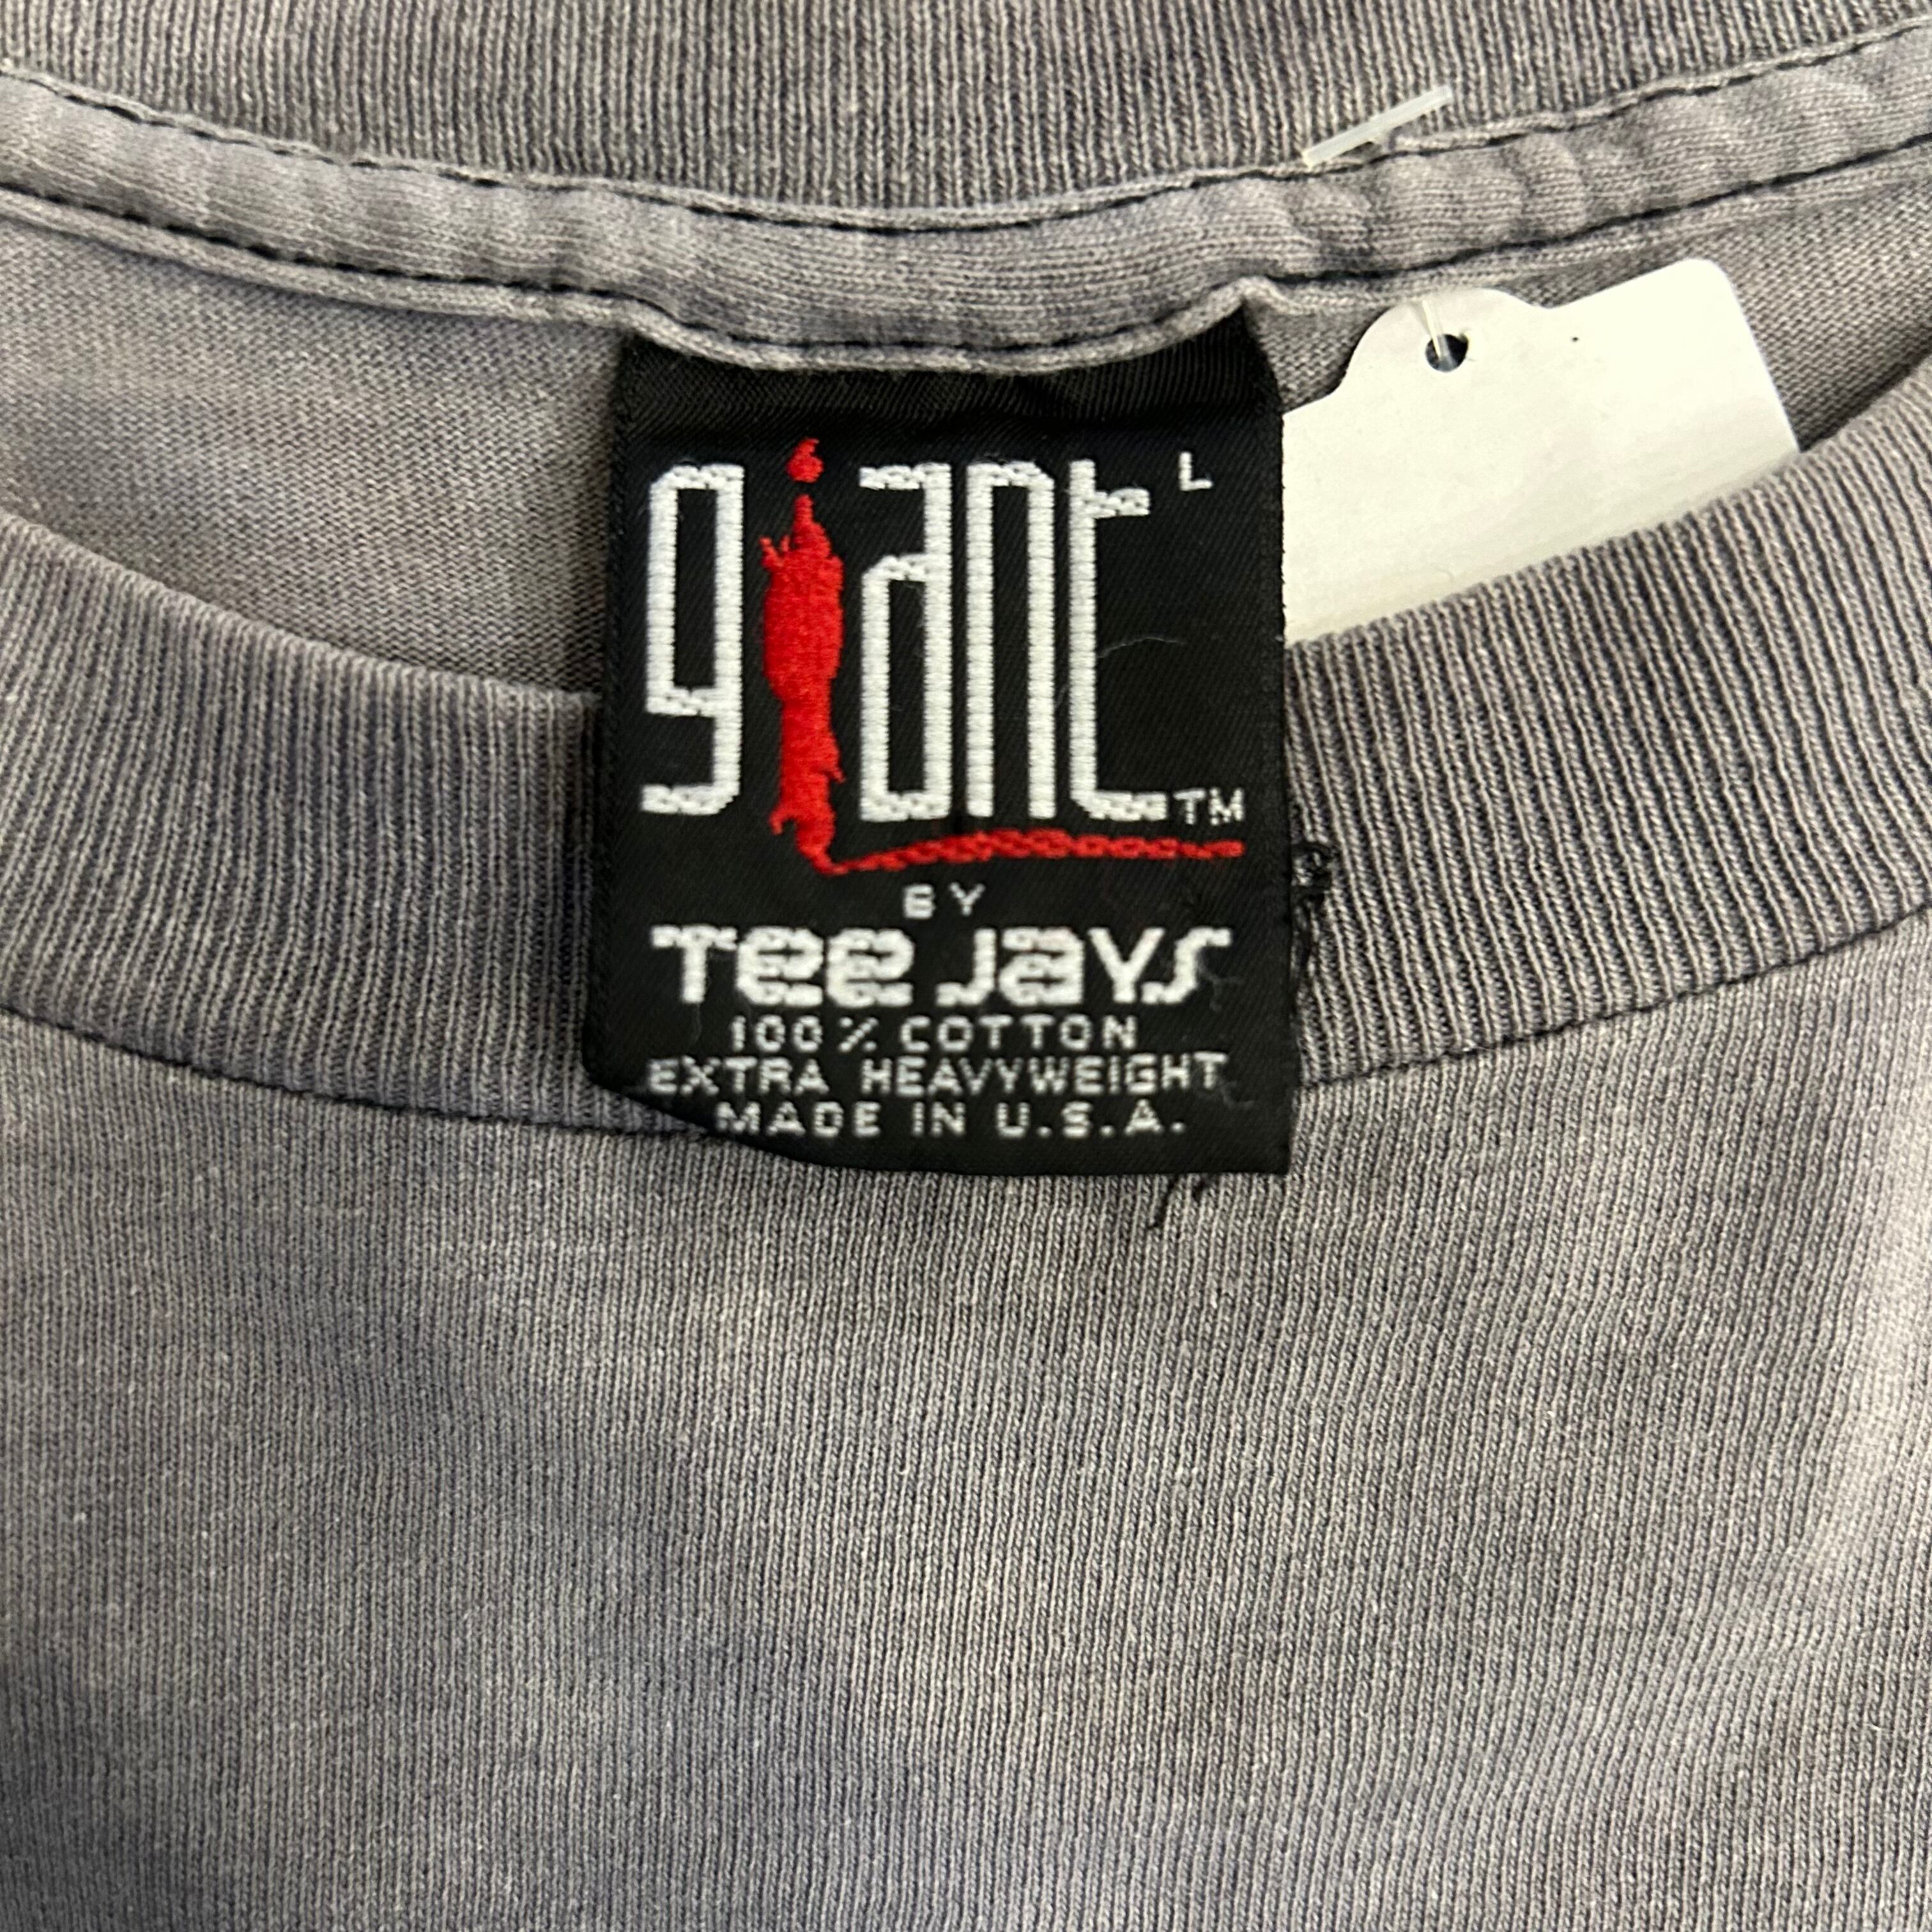 giant L
TM
BY
Tee Jays
100% COTTON
EXTRA HEAVYWEIGHT
MADE IN U.S.A.